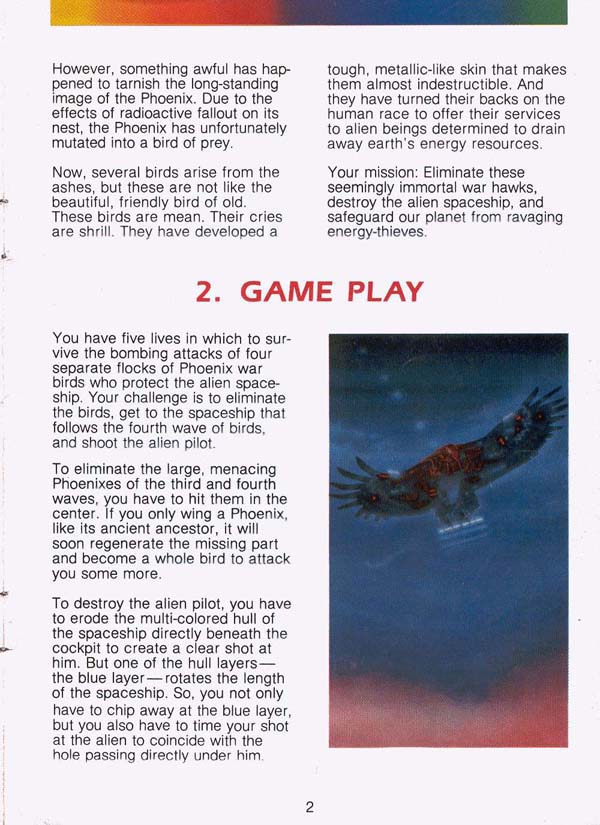 However, something awful has hap-
pened to tarnish the long-standing
image of the Phoenix. Due to the
effects of radioactive fallout on its
nest, the Phoenix has unfortunately
mutated into a bird of prey.
Now, several birds arise from the
ashes, but these are not like the
beautiful, friendly bird of old.
These birds are mean. Their cries
are shrill. They have developed a
tough, metallic-like skin that makes
them almost indestructible. And
they have turned their backs on the
human race to offer their services
to alien beings determined to drain
away earth's energy resources.
Your mission: Eliminate these
seemingly immortal war hawks,
destroy the alien spaceship, and
safeguard our planet from ravaging
energy-thieves.
2. GAME PLAY
You have five lives in which to sur-
vive the bombing attacks of four
separate flocks of Phoenix war
birds who protect the alien space-
ship. Your challenge is to eliminate
the birds, get to the spaceship that
follows the fourth wave of birds,
and shoot the alien pilot.
To eliminate the large, menacing
Phoenixes of the third and fourth
waves, you have to hit them in the
center. If you only wing a Phoenix,
like its ancient ancestor, it will
soon regenerate the missing part
and become a whole bird to attack
you some more.
To destroy the alien pilot, you have
to erode the multi-colored hull of
the spaceship directly beneath the
cockpit to create a clear shot at
him. But one of the hull layers—
the blue layer—rotates the length
of the spaceship. So, you not only
have to chip away at the blue layer,
but you also have to time your shot
at the alien to coincide with the
hole passing directly under him.
2